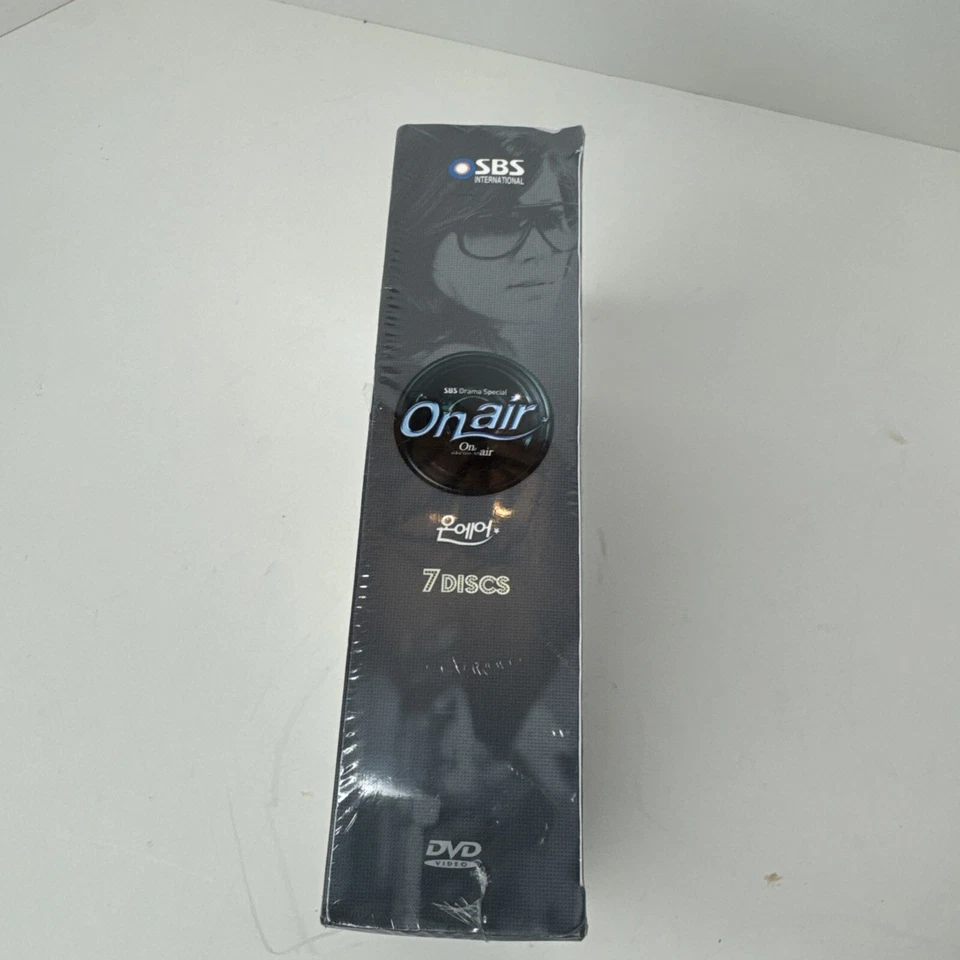 SBS
INTERNATIONAL
SBS Drama Special
On air
On air
온에어
7 DISCS
DVD
VIDEO